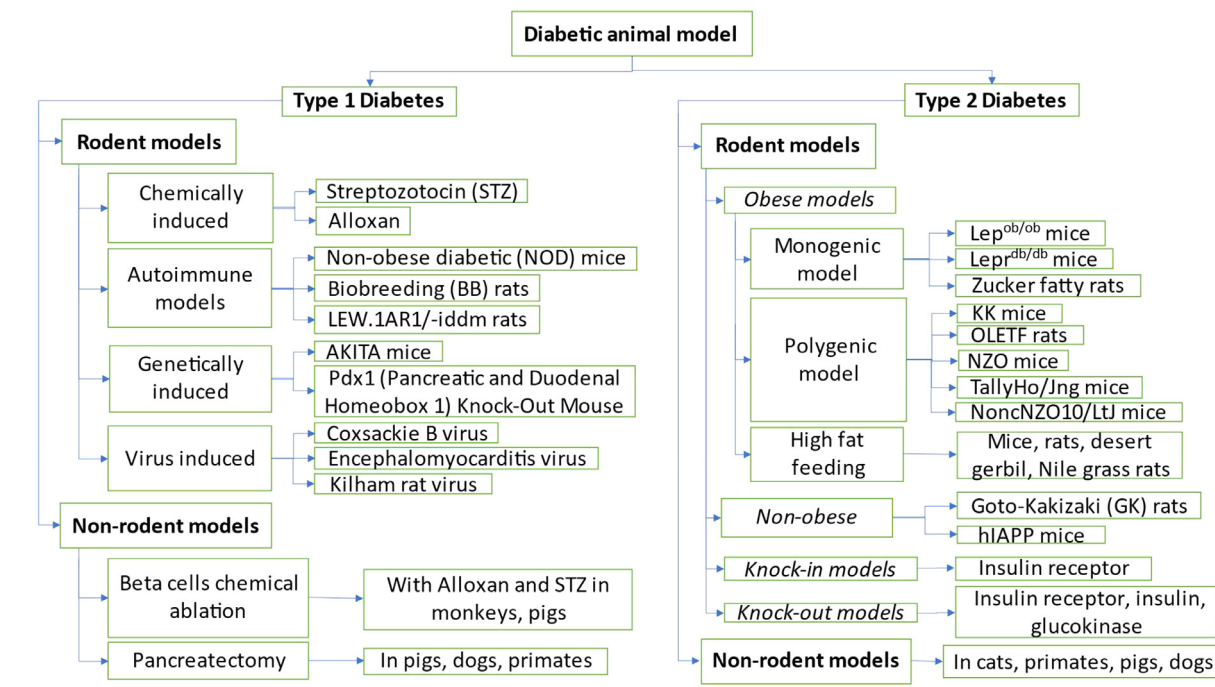 Diabetic animal model
Type 1 Diabetes
Rodent models
Chemically
induced
Streptozotocin (STZ)
Alloxan
Autoimmune
models
Non-obese diabetic (NOD) mice
Biobreeding (BB) rats
LEW.1AR1/-iddm rats
Genetically
induced
AKITA mice
Pdx1 (Pancreatic and Duodenal
Homeobox 1) Knock-Out Mouse
Virus induced
Coxsackie B virus
Encephalomyocarditis virus
Kilham rat virus
Non-rodent models
Beta cells chemical
ablation
With Alloxan and STZ in
monkeys, pigs
Pancreatectomy
In pigs, dogs, primates
Type 2 Diabetes
Rodent models
Obese models
Monogenic
model
Lep^ob/ob mice
Lepr^db/db mice
Zucker fatty rats
Polygenic
model
KK mice
OLETF rats
NZO mice
TallyHo/Jng mice
NoncNZO10/LtJ mice
High fat
feeding
Mice, rats, desert
gerbil, Nile grass rats
Non-obese
Goto-Kakizaki (GK) rats
hIAPP mice
Knock-in models
Insulin receptor
Knock-out models
Insulin receptor, insulin,
glucokinase
Non-rodent models
In cats, primates, pigs, dogs